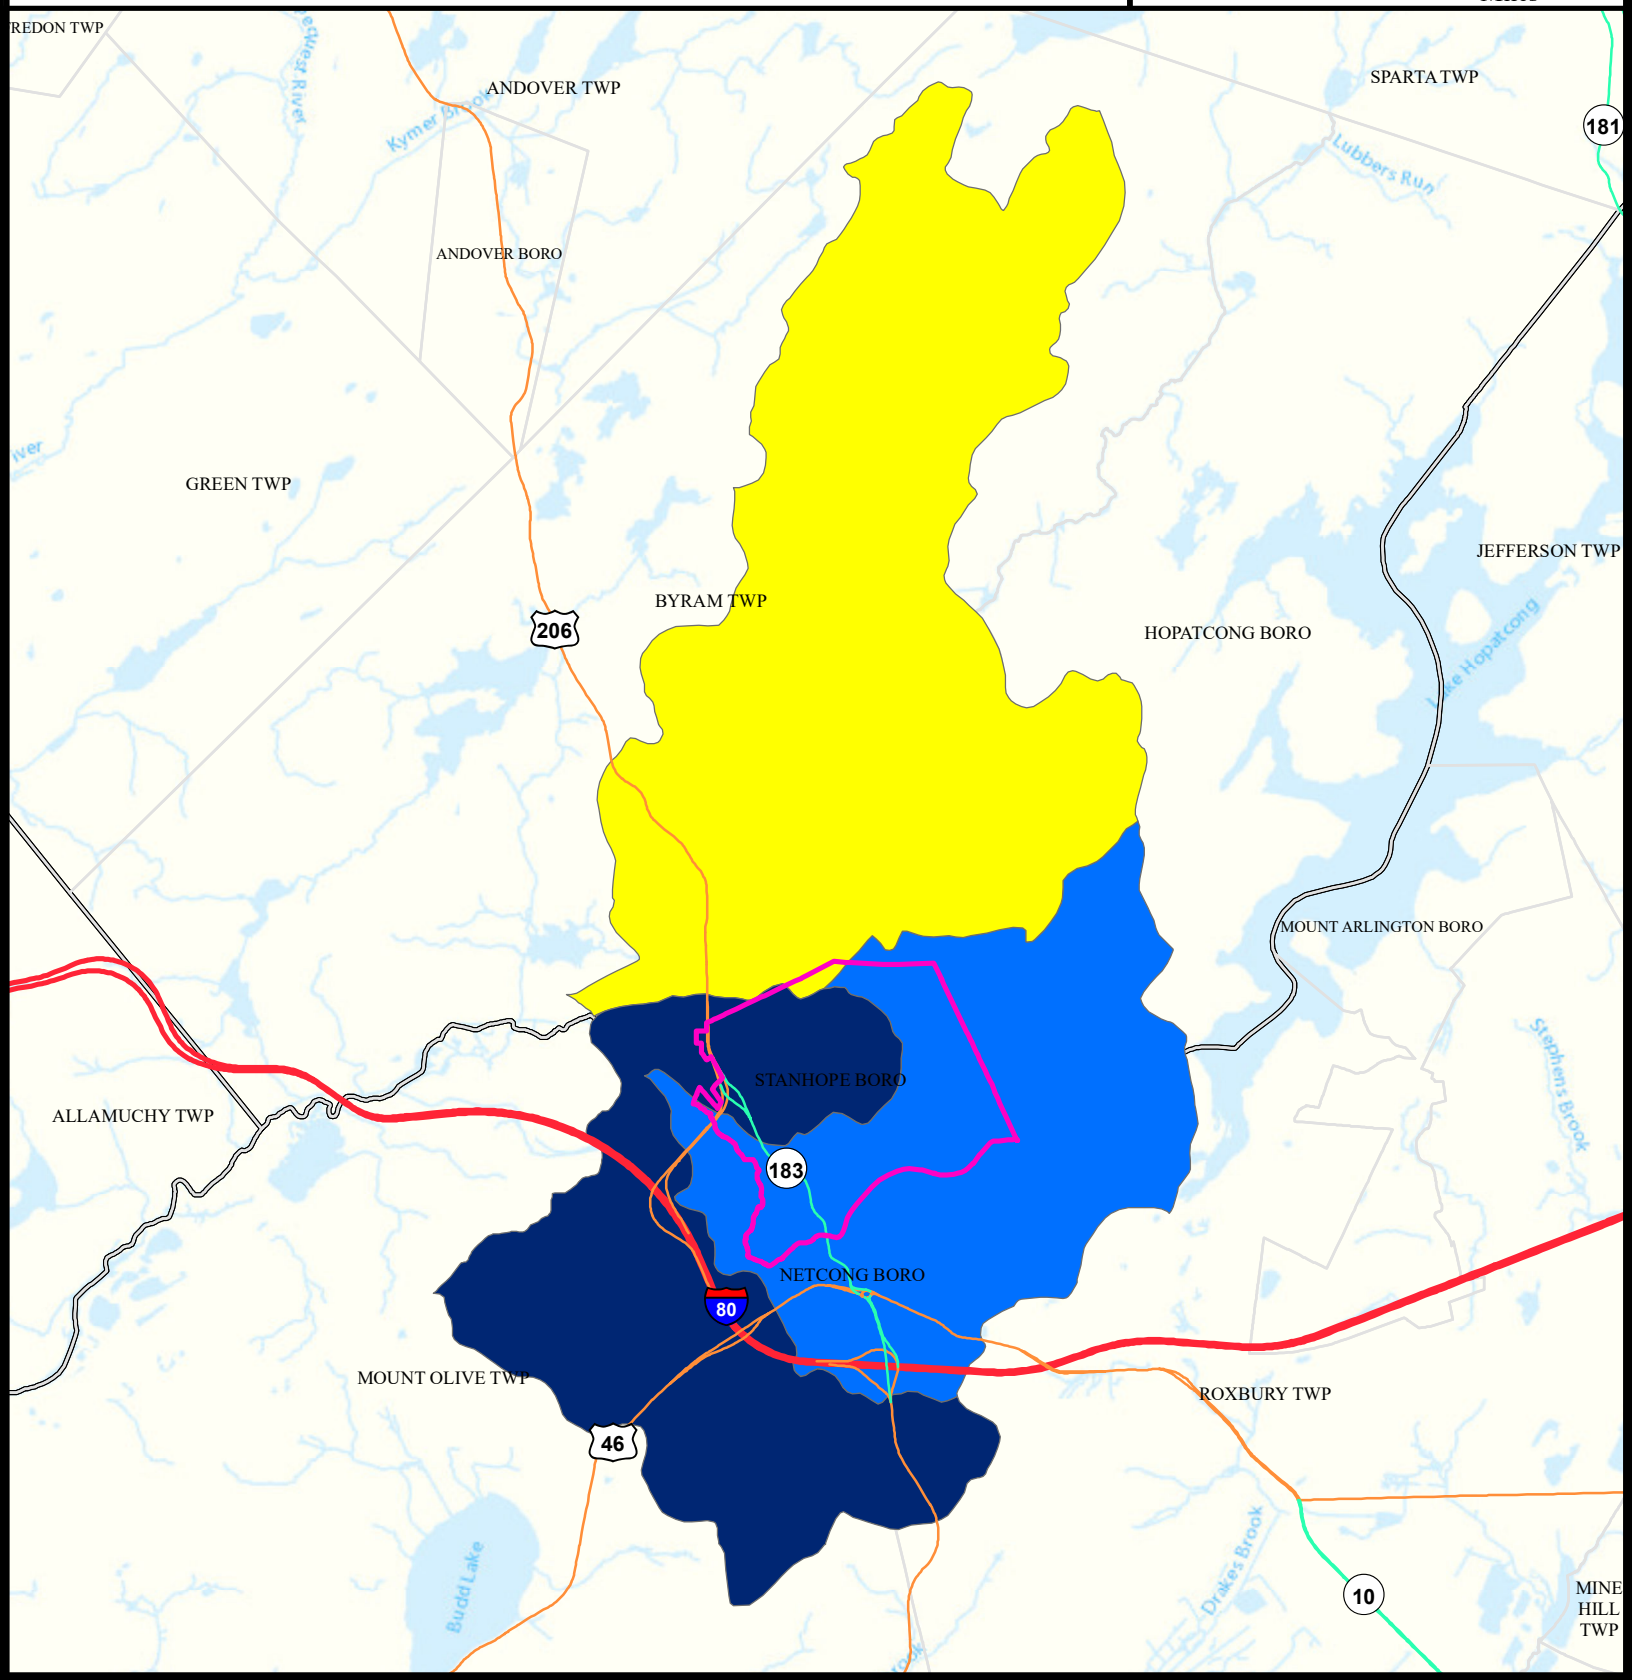 REDON TWP
ANDOVER TWP
SPARTA TWP
181
West River
Kymer Brook
Lubbers Run
ANDOVER BORO
GREEN TWP
JEFFERSON TWP
BYRAM TWP
206
HOPATCONG BORO
Lake Hopatcong
MOUNT ARLINGTON BORO
STANHOPE BORO
ALLAMUCHY TWP
Stephens Brook
183
NETCONG BORO
80
MOUNT OLIVE TWP
ROXBURY TWP
46
Budd Lake
Drakes Brook
10
MINE
HILL
TWP